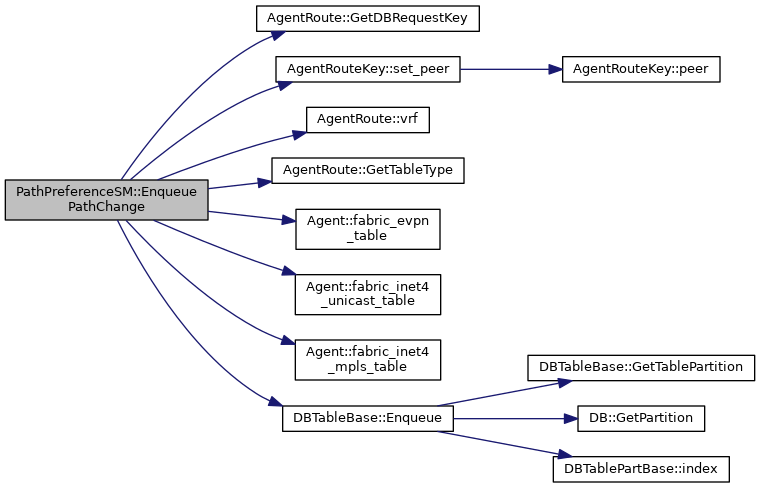 AgentRoute::GetDBRequestKey
AgentRouteKey::set_peer
AgentRouteKey::peer
AgentRoute::vrf
AgentRoute::GetTableType
PathPreferenceSM::Enqueue
PathChange
Agent::fabric_evpn
_table
Agent::fabric_inet4
_unicast_table
Agent::fabric_inet4
_mpls_table
DBTableBase::GetTablePartition
DBTableBase::Enqueue
DB::GetPartition
DBTablePartBase::index